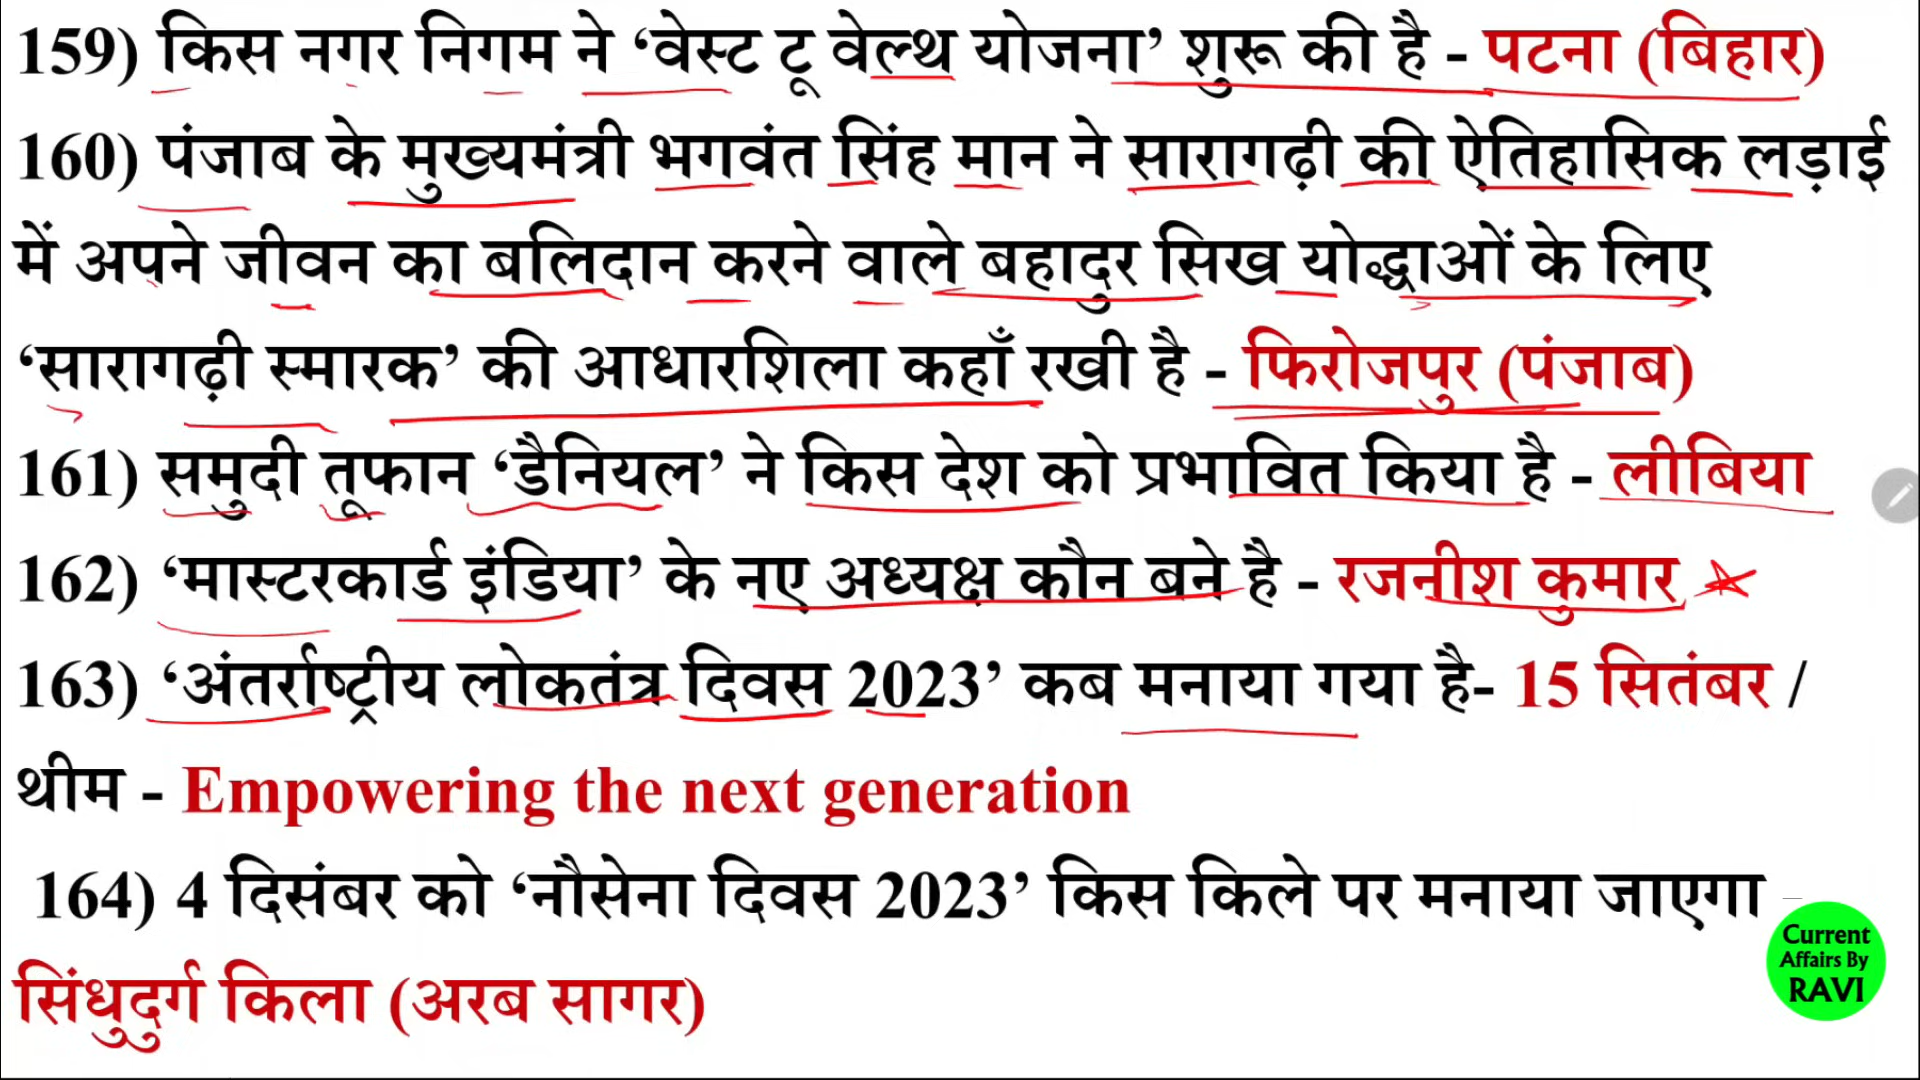 159) किस नगर निगम ने ‘वेस्ट टू वेल्थ योजना’ शुरू की है - पटना (बिहार)
160) पंजाब के मुख्यमंत्री भगवंत सिंह मान ने सारागढ़ी की ऐतिहासिक लड़ाई
में अपने जीवन का बलिदान करने वाले बहादुर सिख योद्धाओं के लिए
‘सारागढ़ी स्मारक’ की आधारशिला कहाँ रखी है - फिरोजपुर (पंजाब)
161) समुदी तूफान ‘डैनियल’ ने किस देश को प्रभावित किया है - लीबिया
162) ‘मास्टरकार्ड इंडिया’ के नए अध्यक्ष कौन बने है - रजनीश कुमार
163) ‘अंतर्राष्ट्रीय लोकतंत्र दिवस 2023’ कब मनाया गया है- 15 सितंबर /
थीम - Empowering the next generation
164) 4 दिसंबर को ‘नौसेना दिवस 2023’ किस किले पर मनाया जाएगा -
सिंधुदुर्ग किला (अरब सागर)
Current
Affairs By
RAVI